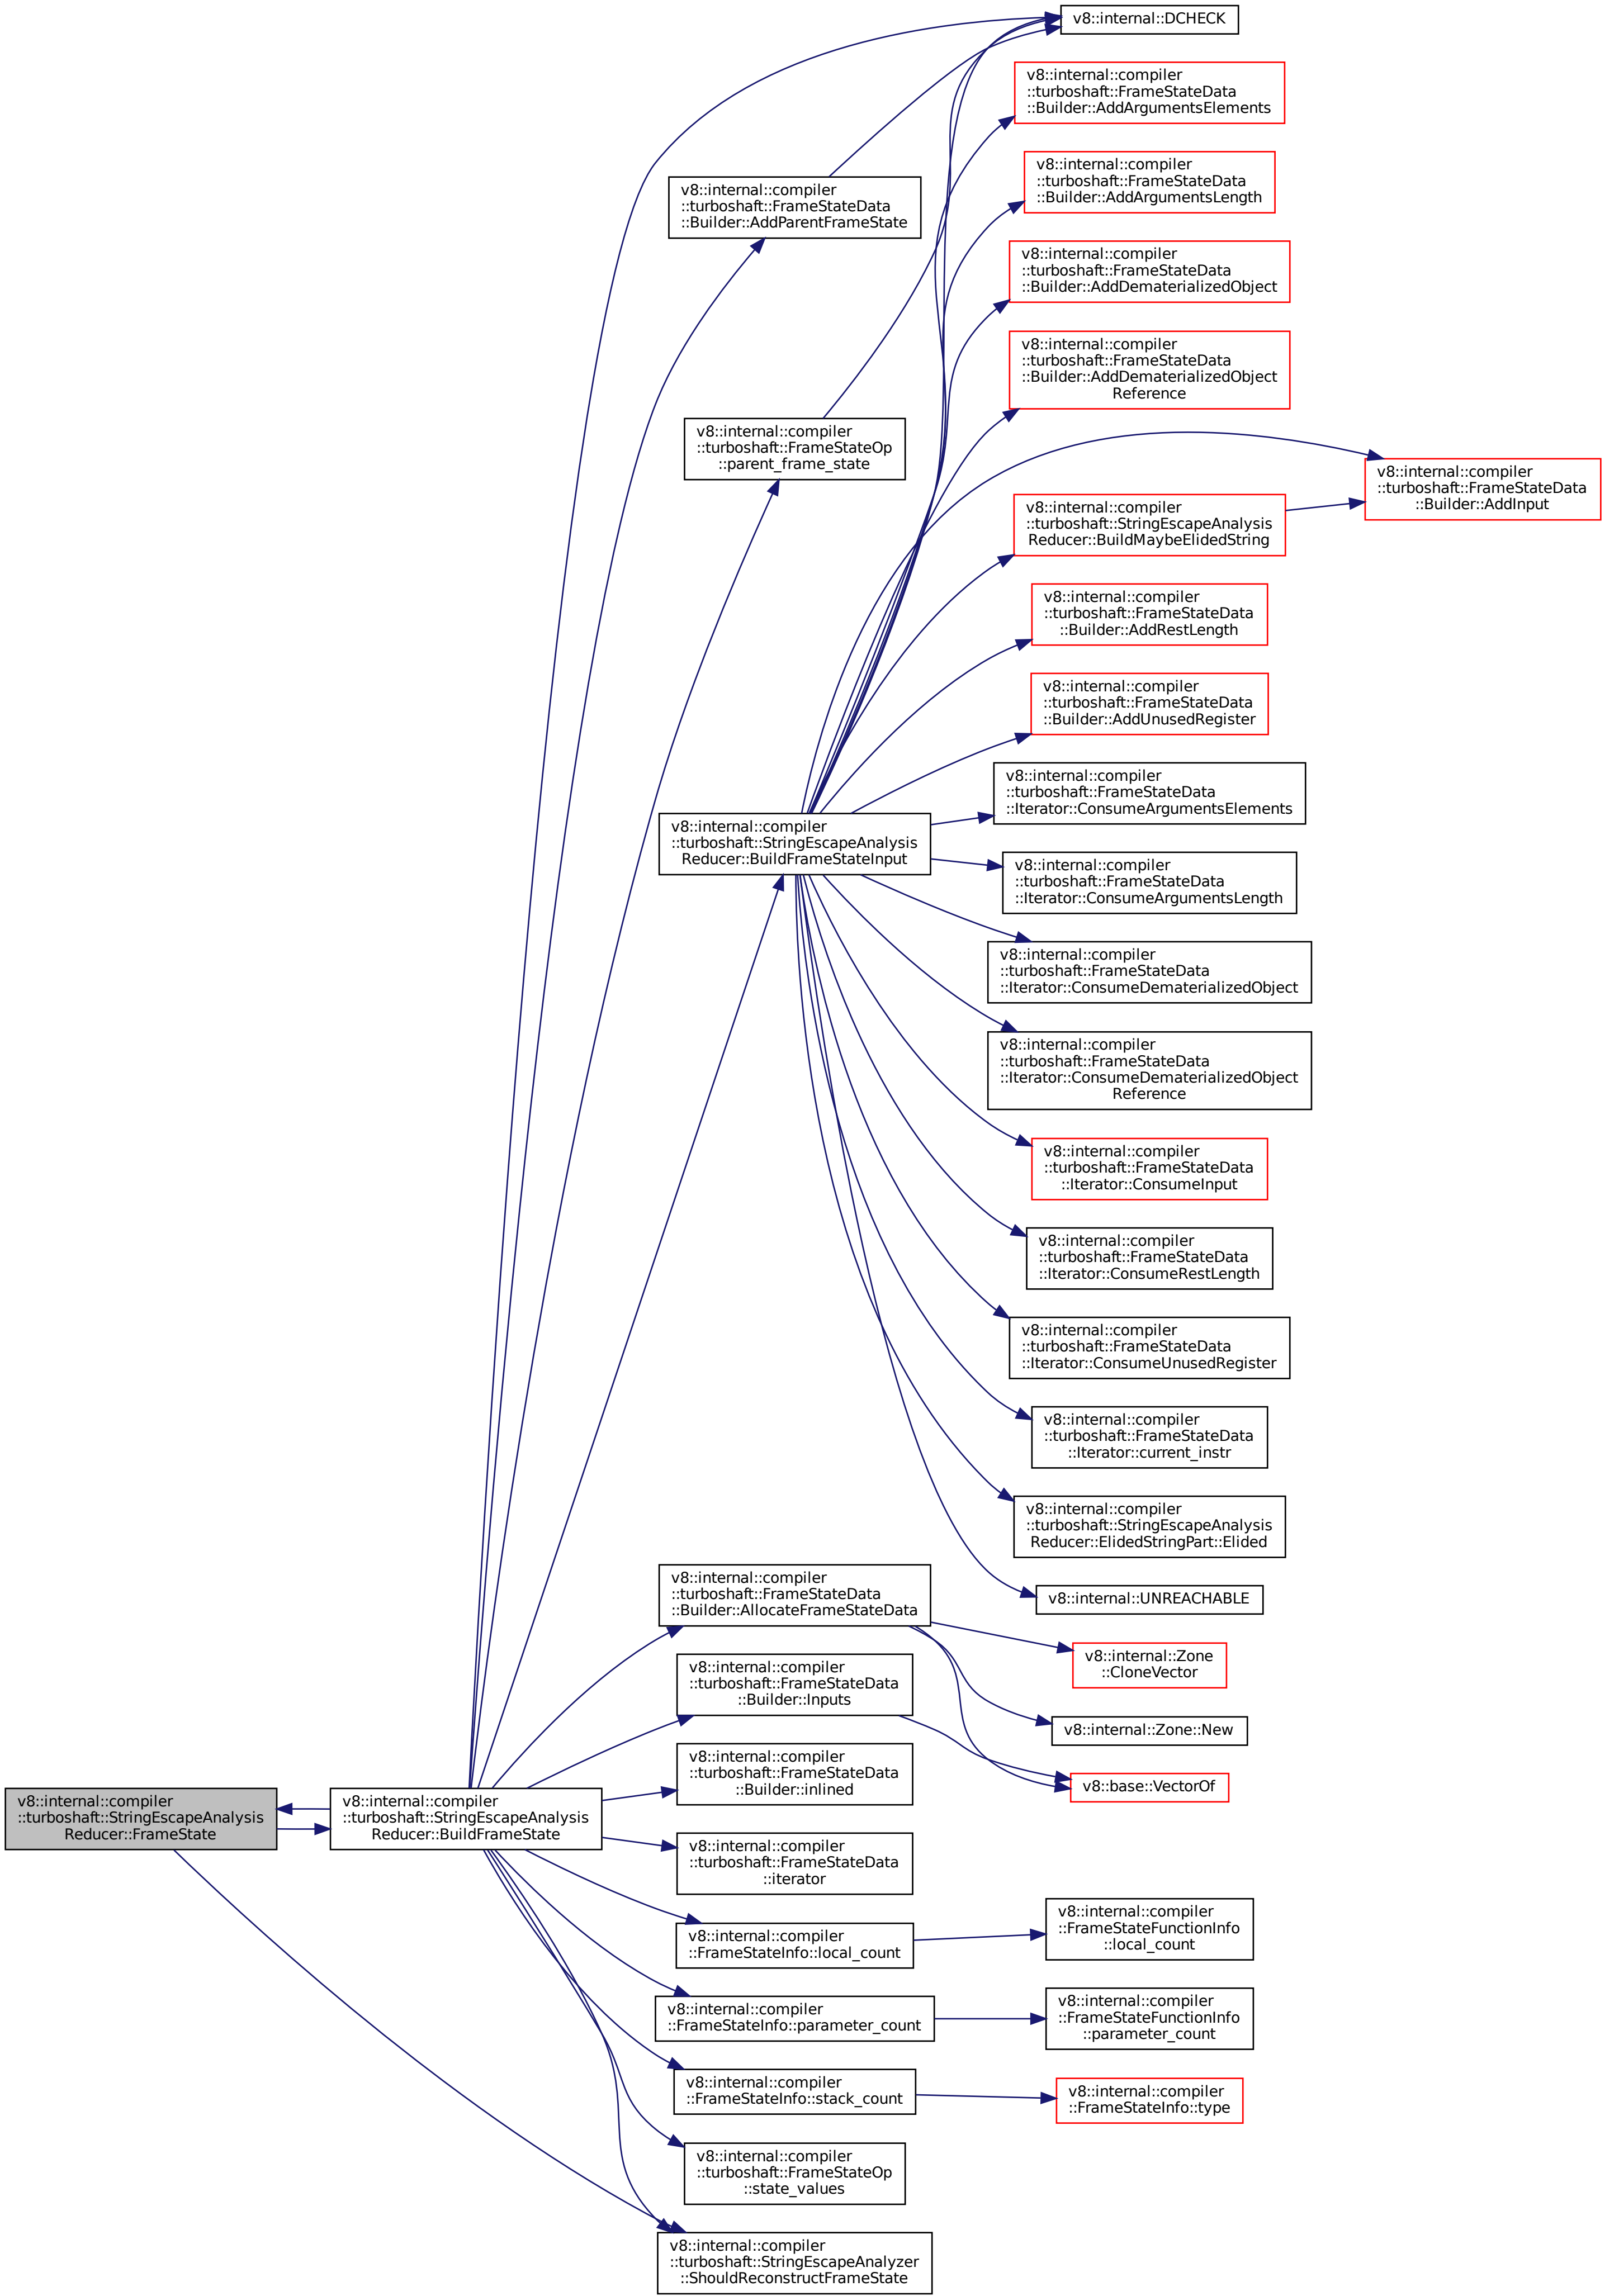 v8::internal::DCHECK
v8::internal::compiler
::turboshaft::FrameStateData
::Builder::AddArgumentsElements
v8::internal::compiler
::turboshaft::FrameStateData
::Builder::AddArgumentsLength
v8::internal::compiler
::turboshaft::FrameStateData
::Builder::AddParentFrameState
v8::internal::compiler
::turboshaft::FrameStateData
::Builder::AddDematerializedObject
v8::internal::compiler
::turboshaft::FrameStateData
::Builder::AddDematerializedObject
Reference
v8::internal::compiler
::turboshaft::FrameStateOp
::parent_frame_state
v8::internal::compiler
::turboshaft::FrameStateData
::Builder::AddInput
v8::internal::compiler
::turboshaft::StringEscapeAnalysis
Reducer::BuildMaybeElidedString
v8::internal::compiler
::turboshaft::FrameStateData
::Builder::AddRestLength
v8::internal::compiler
::turboshaft::FrameStateData
::Builder::AddUnusedRegister
v8::internal::compiler
::turboshaft::FrameStateData
::Iterator::ConsumeArgumentsElements
v8::internal::compiler
::turboshaft::StringEscapeAnalysis
Reducer::BuildFrameStateInput
v8::internal::compiler
::turboshaft::FrameStateData
::Iterator::ConsumeArgumentsLength
v8::internal::compiler
::turboshaft::FrameStateData
::Iterator::ConsumeDematerializedObject
v8::internal::compiler
::turboshaft::FrameStateData
::Iterator::ConsumeDematerializedObject
Reference
v8::internal::compiler
::turboshaft::FrameStateData
::Iterator::ConsumeInput
v8::internal::compiler
::turboshaft::FrameStateData
::Iterator::ConsumeRestLength
v8::internal::compiler
::turboshaft::FrameStateData
::Iterator::ConsumeUnusedRegister
v8::internal::compiler
::turboshaft::FrameStateData
::Iterator::current_instr
v8::internal::compiler
::turboshaft::StringEscapeAnalysis
Reducer::ElidedStringPart::Elided
v8::internal::compiler
::turboshaft::FrameStateData
::Builder::AllocateFrameStateData
v8::internal::UNREACHABLE
v8::internal::Zone
::CloneVector
v8::internal::compiler
::turboshaft::FrameStateData
::Builder::Inputs
v8::internal::Zone::New
v8::internal::compiler
::turboshaft::FrameStateData
::Builder::inlined
v8::base::VectorOf
v8::internal::compiler
::turboshaft::StringEscapeAnalysis
Reducer::FrameState
v8::internal::compiler
::turboshaft::StringEscapeAnalysis
Reducer::BuildFrameState
v8::internal::compiler
::turboshaft::FrameStateData
::iterator
v8::internal::compiler
::FrameStateInfo::local_count
v8::internal::compiler
::FrameStateFunctionInfo
::local_count
v8::internal::compiler
::FrameStateInfo::parameter_count
v8::internal::compiler
::FrameStateFunctionInfo
::parameter_count
v8::internal::compiler
::FrameStateInfo::stack_count
v8::internal::compiler
::FrameStateInfo::type
v8::internal::compiler
::turboshaft::FrameStateOp
::state_values
v8::internal::compiler
::turboshaft::StringEscapeAnalyzer
::ShouldReconstructFrameState